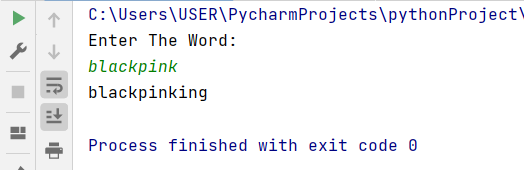 C:\Users\USER\PycharmProjects\pythonProject\
Enter The Word:
blackpink
blackpinking
Process finished with exit code 0